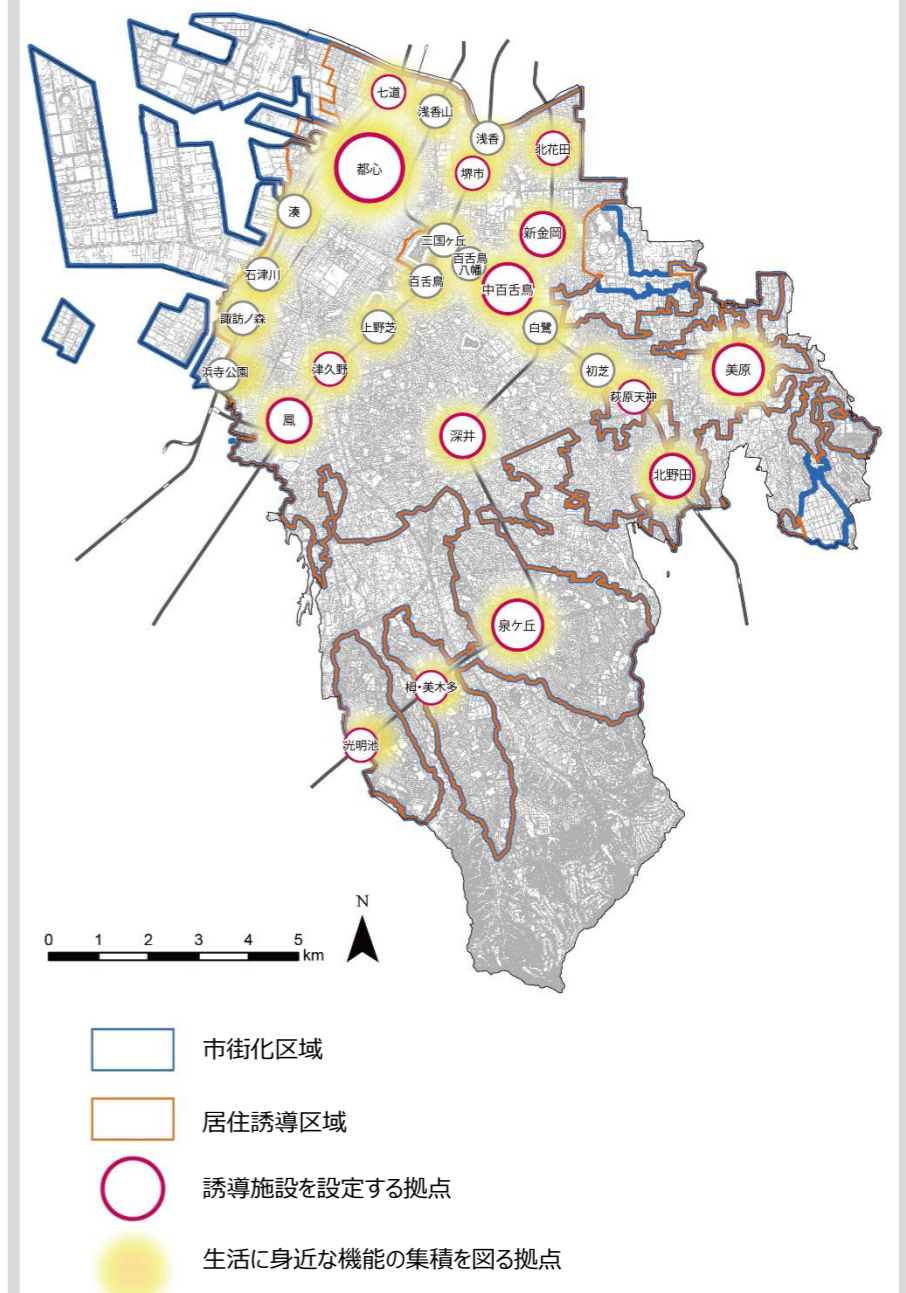 七道
浅香山
浅香
北花田
堺市
都心
湊
新金岡
三国ヶ丘
百舌鳥
八幡
石津川
百舌鳥
中百舌鳥
諏訪ノ森
上野芝
白鷺
浜寺公園
津久野
初芝
美原
萩原天神
鳳
深井
北野田
泉ケ丘
栂・美木多
光明池
N
0 1 2 3 4 5
km
市街化区域
居住誘導区域
誘導施設を設定する拠点
生活に身近な機能の集積を図る拠点